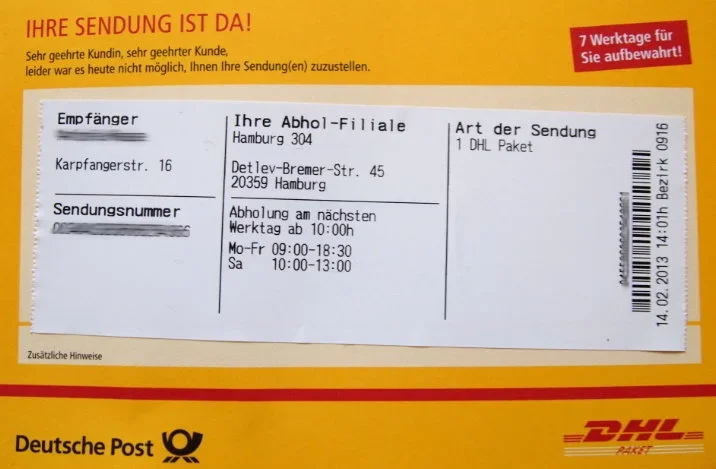 IHRE SENDUNG IST DA!
Sehr geehrte Kundin, sehr geehrter Kunde,
leider war es heute nicht möglich, Ihnen Ihre Sendung(en) zuzustellen.
7 Werktage für
Sie aufbewahrt!
Empfänger
Karpfangerstr. 16
Sendungsnummer
Ihre Abhol-Filiale
Hamburg 304
Detlev-Bremer-Str. 45
20359 Hamburg
Abholung am nächsten
Werktag ab 10:00h
Mo-Fr 09:00-18:30
Sa 10:00-13:00
Art der Sendung
1 DHL Paket
14.02.2013 14:01h Bezirk 0916
Zusätzliche Hinweise
Deutsche Post
DHL
PAKET